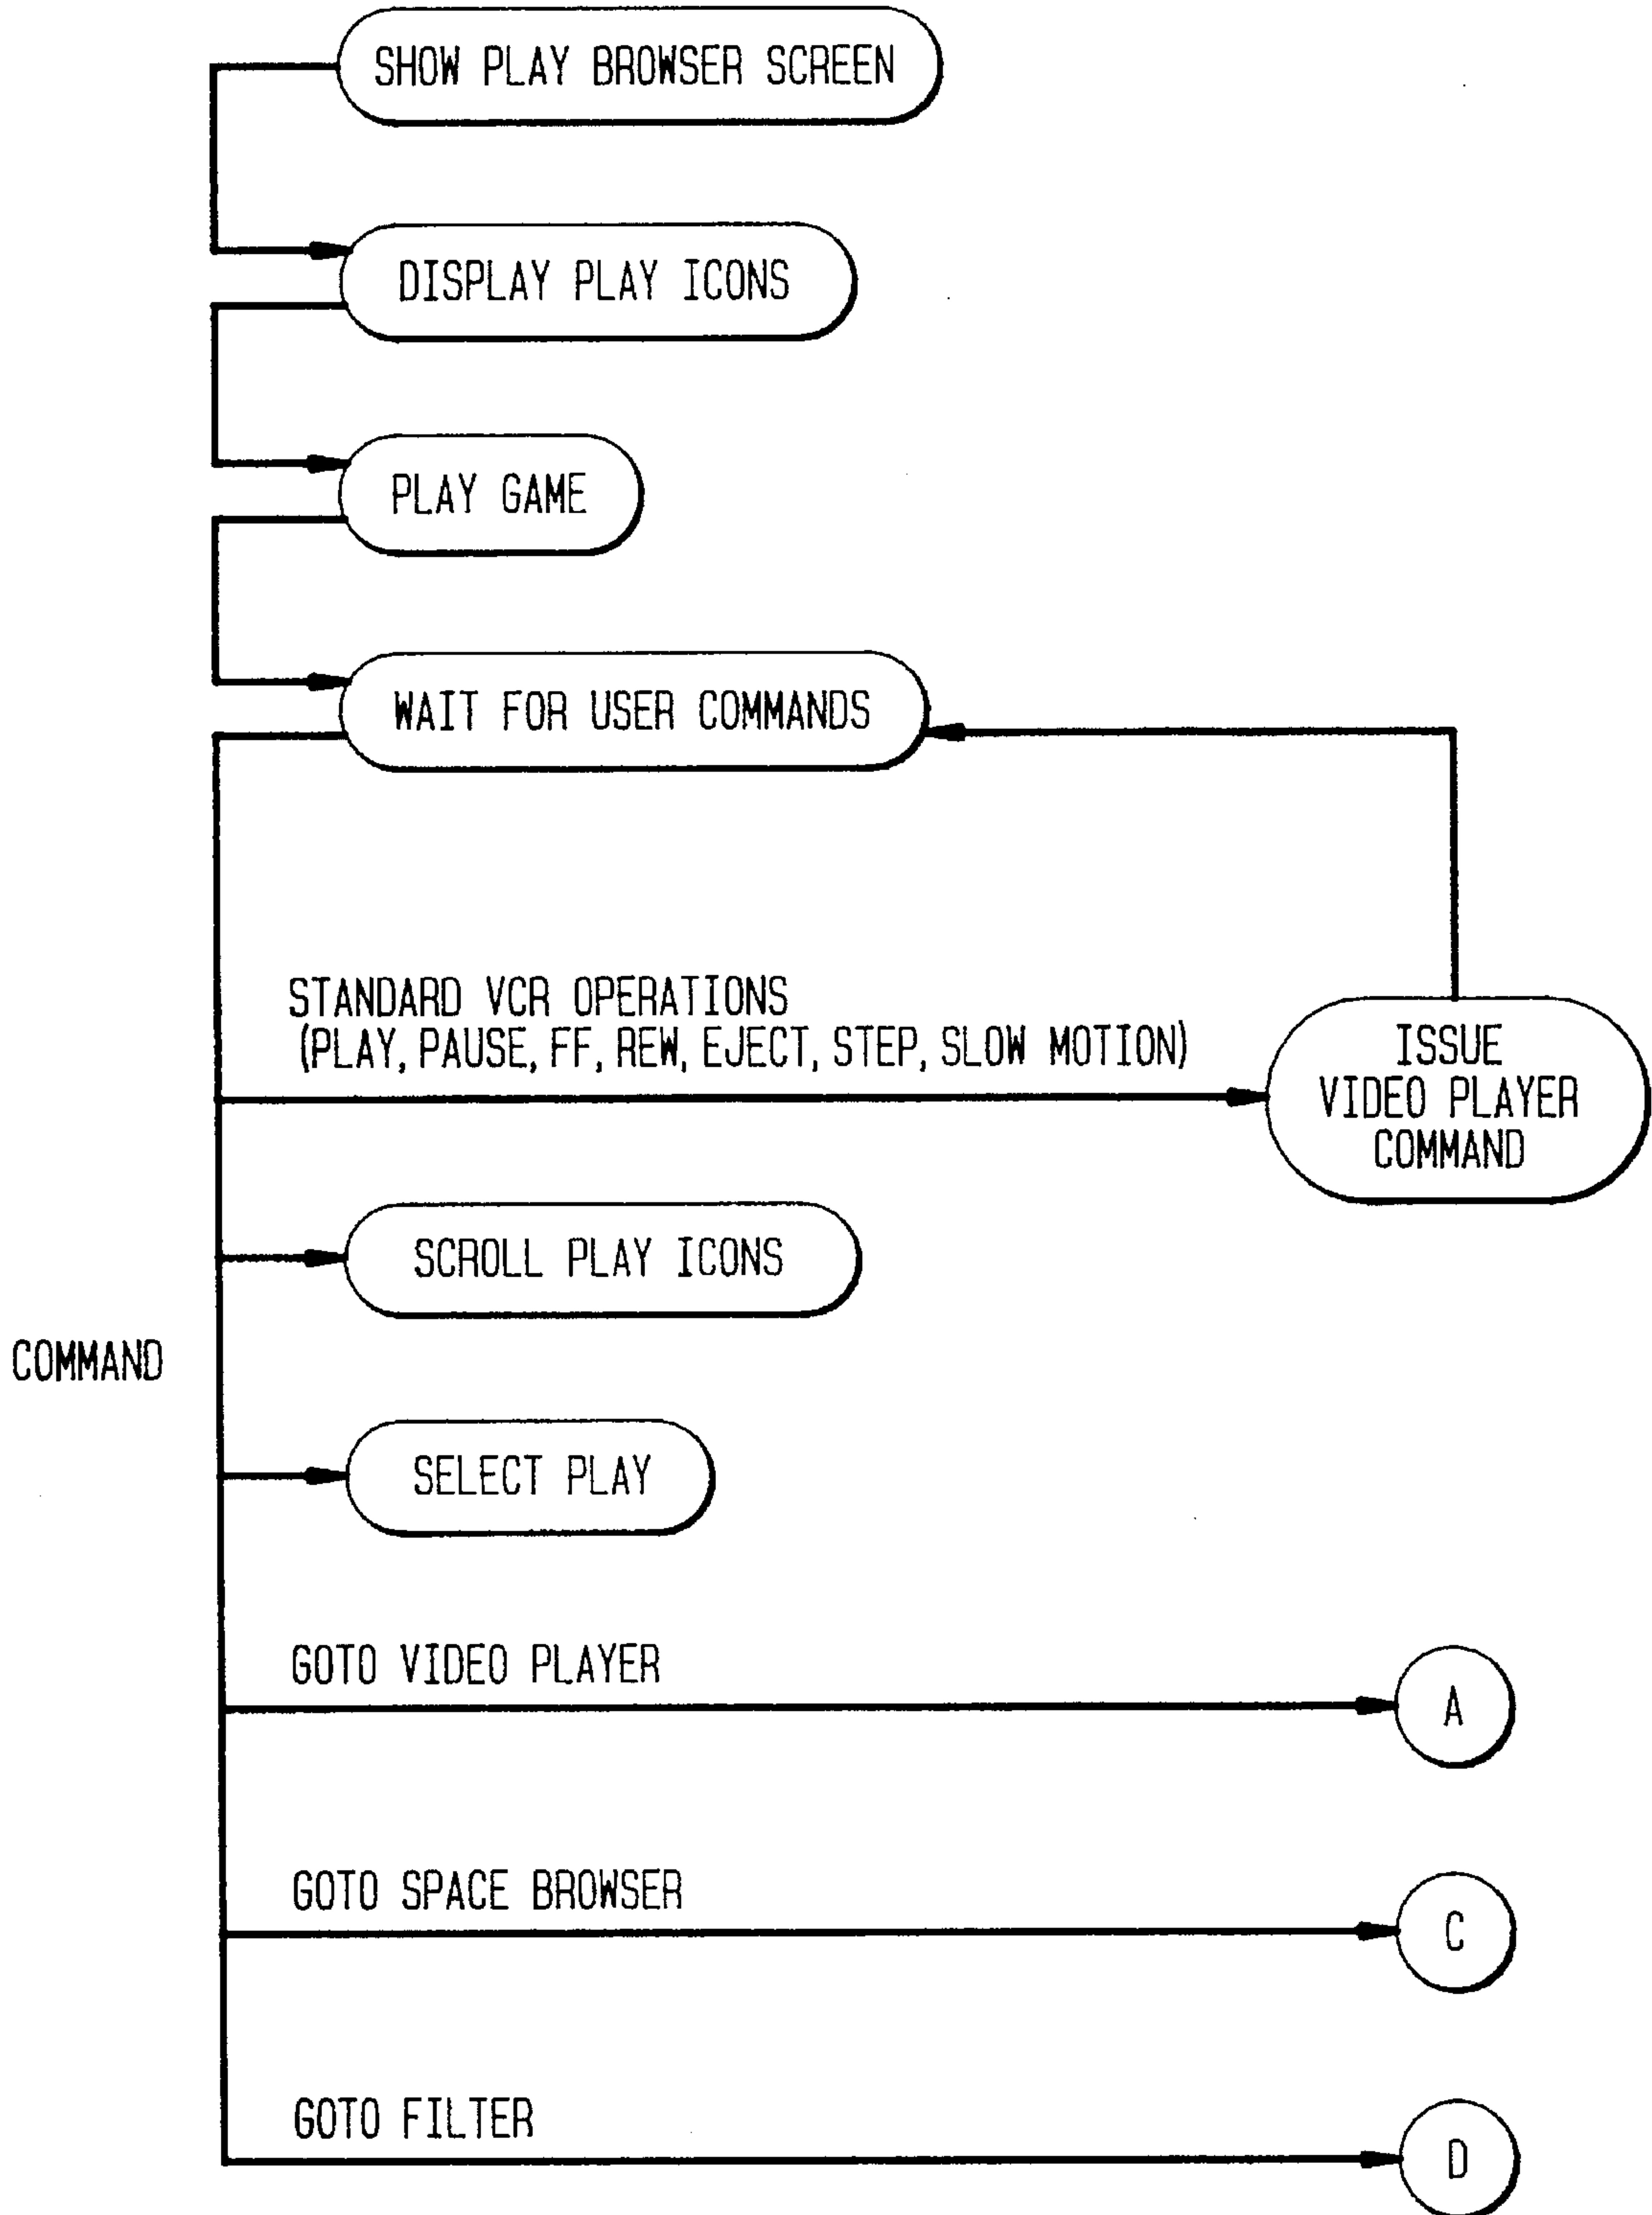 SHOW PLAY BROWSER SCREEN
DISPLAY PLAY ICONS
PLAY GAME
WAIT FOR USER COMMANDS
STANDARD VCR OPERATIONS
(PLAY, PAUSE, FF, REW, EJECT, STEP, SLOW MOTION)
ISSUE
VIDEO PLAYER
COMMAND
SCROLL PLAY ICONS
COMMAND
SELECT PLAY
GOTO VIDEO PLAYER
A
GOTO SPACE BROWSER
C
GOTO FILTER
D